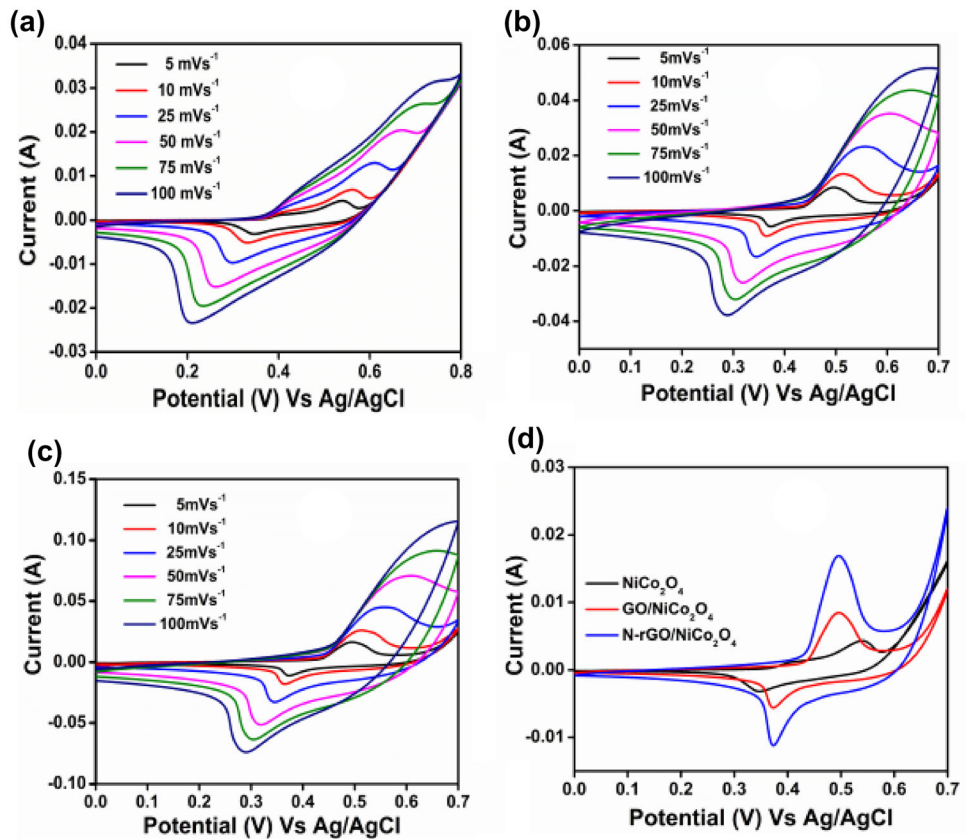 (a)
0.04
0.03
0.02
0.01
0.00
-0.01
-0.02
-0.03
Current (A)
5 mVs⁻¹
10 mVs⁻¹
25 mVs⁻¹
50 mVs⁻¹
75 mVs⁻¹
100 mVs⁻¹
0.0 0.2 0.4 0.6 0.8
Potential (V) Vs Ag/AgCl
(b)
0.06
0.04
0.02
0.00
-0.02
-0.04
Current (A)
5mVs⁻¹
10mVs⁻¹
25mVs⁻¹
50mVs⁻¹
75mVs⁻¹
100mVs⁻¹
0.0 0.1 0.2 0.3 0.4 0.5 0.6 0.7
Potential (V) Vs Ag/AgCl
(c)
0.15
0.10
0.05
0.00
-0.05
-0.10
Current (A)
5mVs⁻¹
10mVs⁻¹
25mVs⁻¹
50mVs⁻¹
75mVs⁻¹
100mVs⁻¹
0.0 0.1 0.2 0.3 0.4 0.5 0.6 0.7
Potential (V) Vs Ag/AgCl
(d)
0.03
0.02
0.01
0.00
-0.01
Current (A)
NiCo₂O₄
GO/NiCo₂O₄
N-rGO/NiCo₂O₄
0.0 0.1 0.2 0.3 0.4 0.5 0.6 0.7
Potential (V) Vs Ag/AgCl